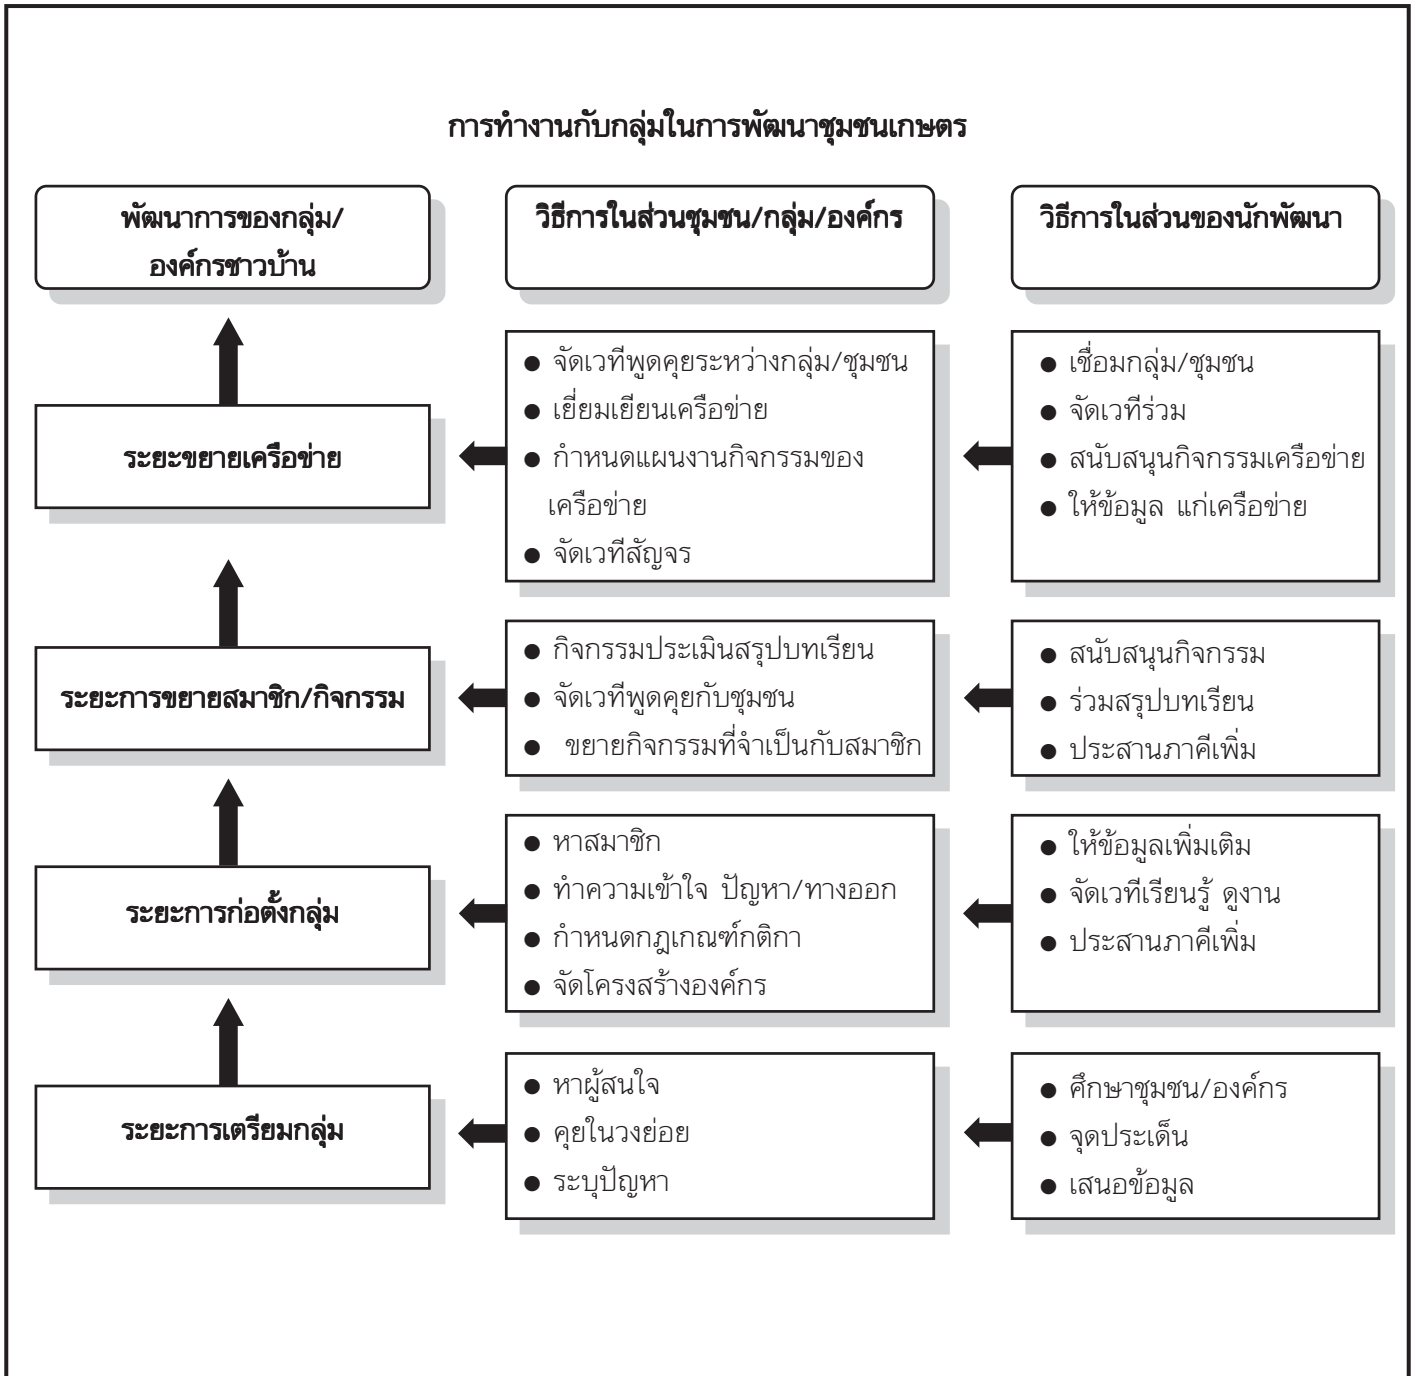 การทำงานกับกลุ่มในการพัฒนาชุมชนเกษตร
พัฒนาการของกลุ่ม/
องค์กรชาวบ้าน
วิธีการในส่วนชุมชน/กลุ่ม/องค์กร
วิธีการในส่วนของนักพัฒนา
ระยะขยายเครือข่าย
● จัดเวทีพูดคุยระหว่างกลุ่ม/ชุมชน
● เยี่ยมเยียนเครือข่าย
● กำหนดแผนงานกิจกรรมของ
เครือข่าย
● จัดเวทีสัญจร
● เชื่อมกลุ่ม/ชุมชน
● จัดเวทีร่วม
● สนับสนุนกิจกรรมเครือข่าย
● ให้ข้อมูล แก่เครือข่าย
ระยะการขยายสมาชิก/กิจกรรม
● กิจกรรมประเมินสรุปบทเรียน
● จัดเวทีพูดคุยกับชุมชน
● ขยายกิจกรรมที่จำเป็นกับสมาชิก
● สนับสนุนกิจกรรม
● ร่วมสรุปบทเรียน
● ประสานภาคีเพิ่ม
ระยะการก่อตั้งกลุ่ม
● หาสมาชิก
● ทำความเข้าใจ ปัญหา/ทางออก
● กำหนดกฎเกณฑ์กติกา
● จัดโครงสร้างองค์กร
● ให้ข้อมูลเพิ่มเติม
● จัดเวทีเรียนรู้ ดูงาน
● ประสานภาคีเพิ่ม
ระยะการเตรียมกลุ่ม
● หาผู้สนใจ
● คุยในวงย่อย
● ระบุปัญหา
● ศึกษาชุมชน/องค์กร
● จุดประเด็น
● เสนอข้อมูล